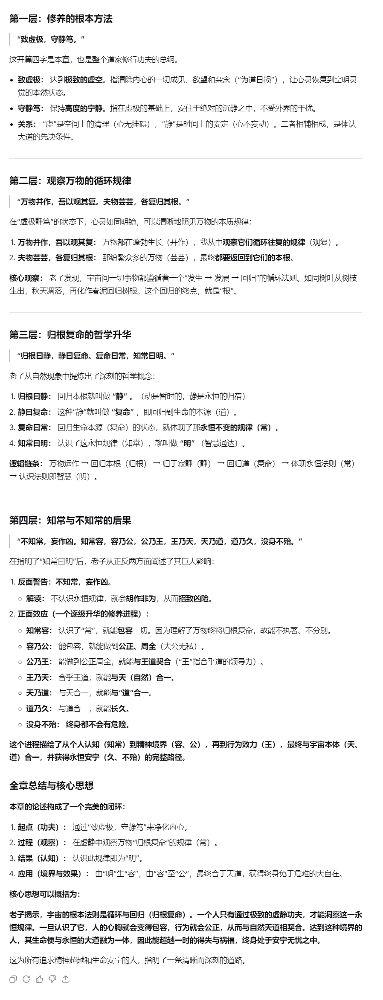 第一层：修养的根本方法
“致虚极，守静笃。”
这开篇四字是本章，也是整个道家修行功夫的总纲。
• 致虚极： 达到极致的虚空。指清除内心的一切成见、欲望和杂念（“为道日损”），让心灵恢复到空明灵
觉的本然状态。
• 守静笃： 保持高度的宁静。指在虚极的基础上，安住于绝对的沉静之中，不受外界的干扰。
• 关系： “虚”是空间上的清理（心无挂碍），“静”是时间上的安定（心不妄动）。二者相辅相成，是体认
大道的先决条件。
第二层：观察万物的循环规律
“万物并作，吾以观其复。夫物芸芸，各复归其根。”
在“虚极静笃”的状态下，心灵如同明镜，可以清晰地照见万物的本质规律：
1. 万物并作，吾以观其复： 万物都在蓬勃生长（并作），我从中观察它们循环往复的规律（观复）。
2. 夫物芸芸，各复归其根： 那纷繁众多的万物（芸芸），最终都要返回到它们的本根。
核心观察： 老子发现，宇宙间一切事物都遵循着一个“发生 → 发展 → 回归”的循环法则。如同树叶从树枝
生出，秋天凋落，再化作春泥回归树根。这个回归的终点，就是“根”。
第三层：归根复命的哲学升华
“归根曰静，静曰复命。复命曰常，知常曰明。”
老子从自然现象中提炼出了深刻的哲学概念：
1. 归根曰静： 回归本根就叫做 “静” 。（动是暂时的，静是永恒的归宿）
2. 静曰复命： 这种“静”就叫做 “复命” ，即回归到生命的本源（道）。
3. 复命曰常： 回归生命本源（复命）的状态，就体现了那永恒不变的规律（常）。
4. 知常曰明： 认识了这永恒规律（知常），就叫做 “明” （智慧通达）。
逻辑链条： 万物运作 → 回归本根（归根） → 归于寂静（静） → 回归道（复命） → 体现永恒法则（常）
→ 认识法则即智慧（明）。
第四层：知常与不知常的后果
“不知常，妄作凶。知常容，容乃公，公乃王，王乃天，天乃道，道乃久，没身不殆。”
在指明了“知常曰明”后，老子从正反两方面阐述了其巨大影响：
1. 反面警告：不知常，妄作凶。
◦ 解读： 不认识永恒规律，就会胡作非为，从而招致凶险。
2. 正面效应（一个逐级升华的修养进程）：
◦ 知常容： 认识了“常”，就能包容一切。因为理解了万物终将归根复命，故能不执著、不分别。
◦ 容乃公： 能包容，就能做到公正、周全（大公无私）。
◦ 公乃王： 能做到公正周全，就能与王道契合（“王”指合乎道的领导力）。
◦ 王乃天： 合乎王道，就能与天（自然）合一。
◦ 天乃道： 与天合一，就能与“道”合一。
◦ 道乃久： 与道合一，就能长久。
◦ 没身不殆： 终身都不会有危险。
这个进程描绘了从个人认知（知常）到精神境界（容、公），再到行为效力（王），最终与宇宙本体（天、
道）合一，并获得永恒安宁（久、不殆）的完整路径。
全章总结与核心思想
本章的论述构成了一个完美的闭环：
1. 起点（功夫）： 通过“致虚极，守静笃”来净化内心。
2. 过程（观察）： 在虚静中观察万物“归根复命”的规律（常）。
3. 结果（认知）： 认识此规律即为“明”。
4. 应用（境界与效果）： 由“明”生“容”，由“容”至“公”，最终合于天道，获得终身免于危难的大自在。
核心思想可以概括为：
老子揭示，宇宙的根本法则是循环与回归（归根复命）。一个人只有通过极致的虚静功夫，才能洞察这一永
恒规律。一旦认识了它，人的心胸就会变得包容，行为就会公正，从而与自然天道相契合。达到这种境界的
人，其生命便与永恒的大道融为一体，因此能超越一时的得失与祸福，终身处于安宁无忧之中。
这为所有追求精神超越和生命安宁的人，指明了一条清晰而深刻的道路。